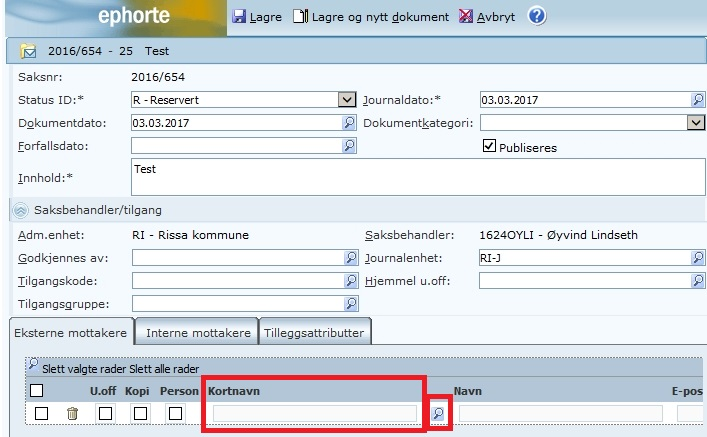 ephorte Lagre Lagre og nytt dokument Avbryt ?
2016/654 - 25 Test
Saksnr: 2016/654
Status ID:* R - Reservert Journaldato:* 03.03.2017
Dokumentdato: 03.03.2017 Dokumentkategori:
Forfallsdato: Publiseres
Innhold:* Test
Saksbehandler/tilgang
Adm.enhet: RI - Rissa kommune Saksbehandler: 1624OYLI - Øyvind Lindseth
Godkjennes av: Journalenhet: RI-J
Tilgangskode: Hjemmel u.off:
Tilgangsgruppe:
Eksterne mottakere Interne mottakere Tilleggsattributter
Slett valgte rader Slett alle rader
U.off Kopi Person Kortnavn Navn E-pos